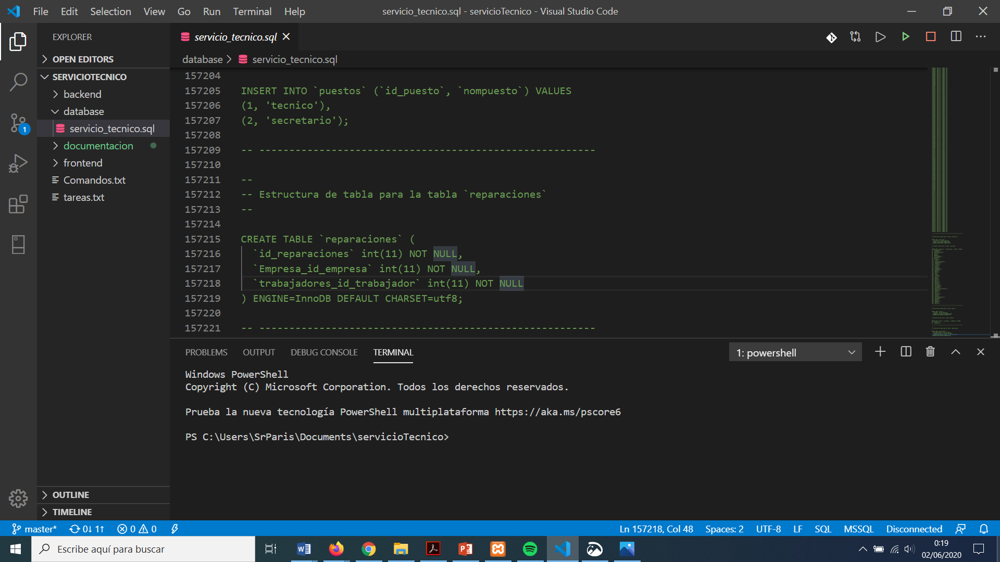 File Edit Selection View Go Run Terminal Help
servicio_tecnico.sql - servicioTecnico - Visual Studio Code
EXPLORER
OPEN EDITORS
SERVICIOTECNICO
backend
database
servicio_tecnico.sql
documentacion
frontend
Comandos.txt
tareas.txt
OUTLINE
TIMELINE
1
servicio_tecnico.sql
database > servicio_tecnico.sql
157204
157205 INSERT INTO `puestos` (`id_puesto`, `nompuesto`) VALUES
157206 (1, 'tecnico'),
157207 (2, 'secretario');
157208
157209 -- --------------------------------------------------------
157210
157211 --
157212 -- Estructura de tabla para la tabla `reparaciones`
157213 --
157214
157215 CREATE TABLE `reparaciones` (
157216 `id_reparaciones` int(11) NOT NULL,
157217 `Empresa_id_empresa` int(11) NOT NULL,
157218 `trabajadores_id_trabajador` int(11) NOT NULL
157219 ) ENGINE=InnoDB DEFAULT CHARSET=utf8;
157220
157221 -- --------------------------------------------------------
PROBLEMS OUTPUT DEBUG CONSOLE TERMINAL
1: powershell
Windows PowerShell
Copyright (C) Microsoft Corporation. Todos los derechos reservados.
Prueba la nueva tecnología PowerShell multiplataforma https://aka.ms/pscore6
PS C:\Users\SrParis\Documents\servicioTecnico>
master* 0↓ 1↑ 0 0
Ln 157218, Col 48 Spaces: 2 UTF-8 LF SQL MSSQL Disconnected
Escribe aquí para buscar
0:19
02/06/2020